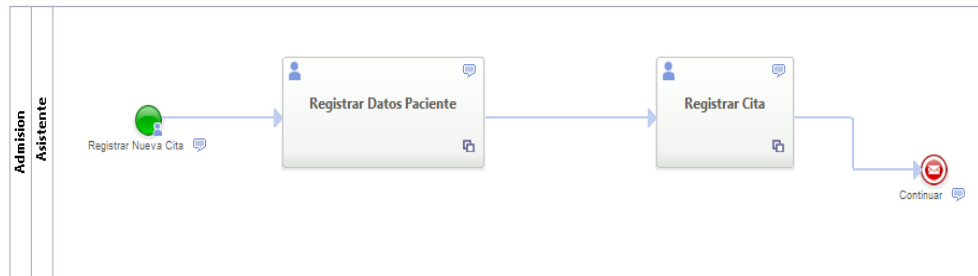 Admision
Asistente
Registrar Nueva Cita
Registrar Datos Paciente
Registrar Cita
Continuar